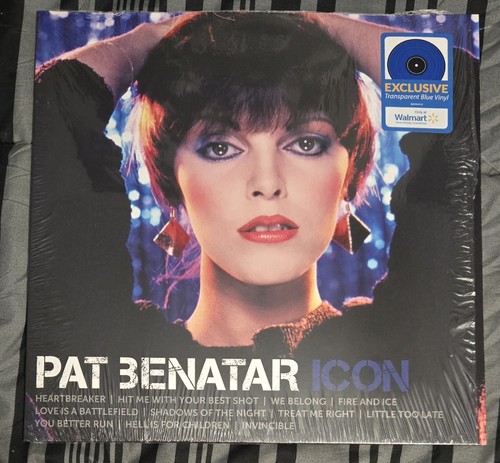 EXCLUSIVE
Transparent Blue Vinyl
Only at
Walmart
PAT BENATAR ICON
HEARTBREAKER | HIT ME WITH YOUR BEST SHOT | WE BELONG | FIRE AND ICE
LOVE IS A BATTLEFIELD | SHADOWS OF THE NIGHT | TREAT ME RIGHT | LITTLE TOO LATE
YOU BETTER RUN | HELL IS FOR CHILDREN | INVINCIBLE